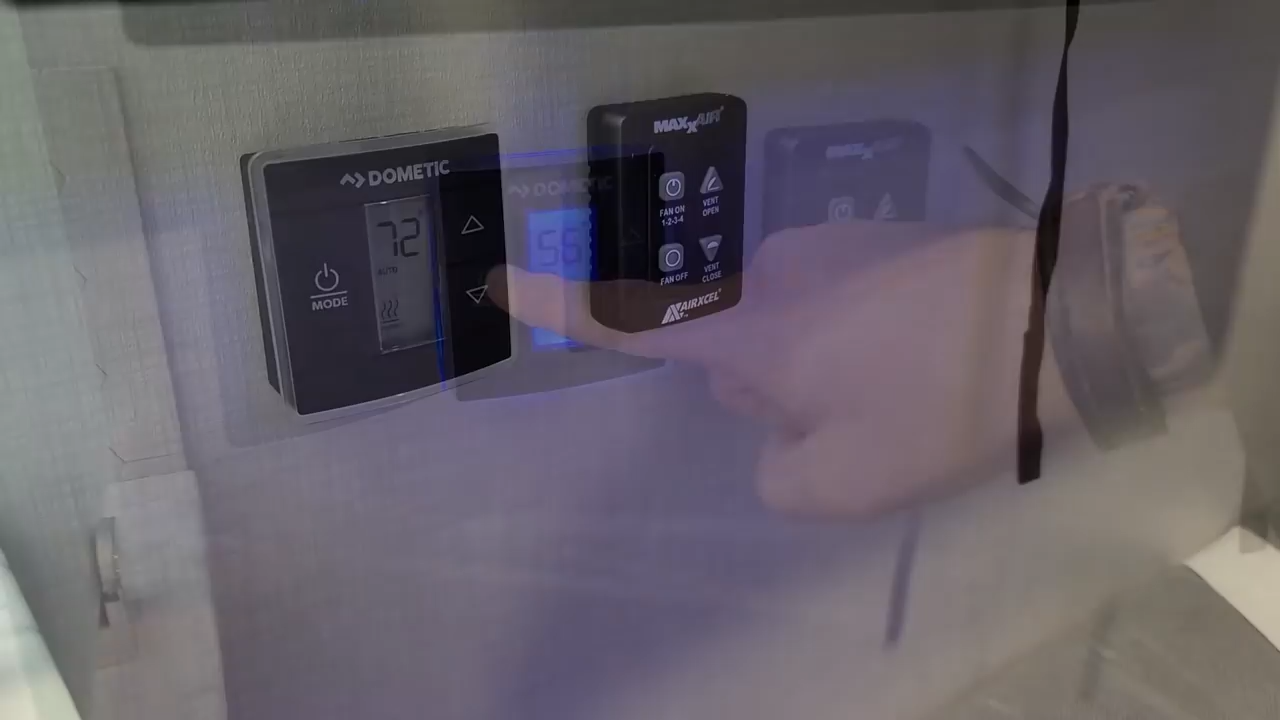 DOMETIC
72
AUTO
MODE
DOMETIC
56
MAXXAIR
FAN ON
1-2-3-4
VENT
OPEN
FAN OFF
VENT
CLOSE
AIRXCEL
MAXXAIR